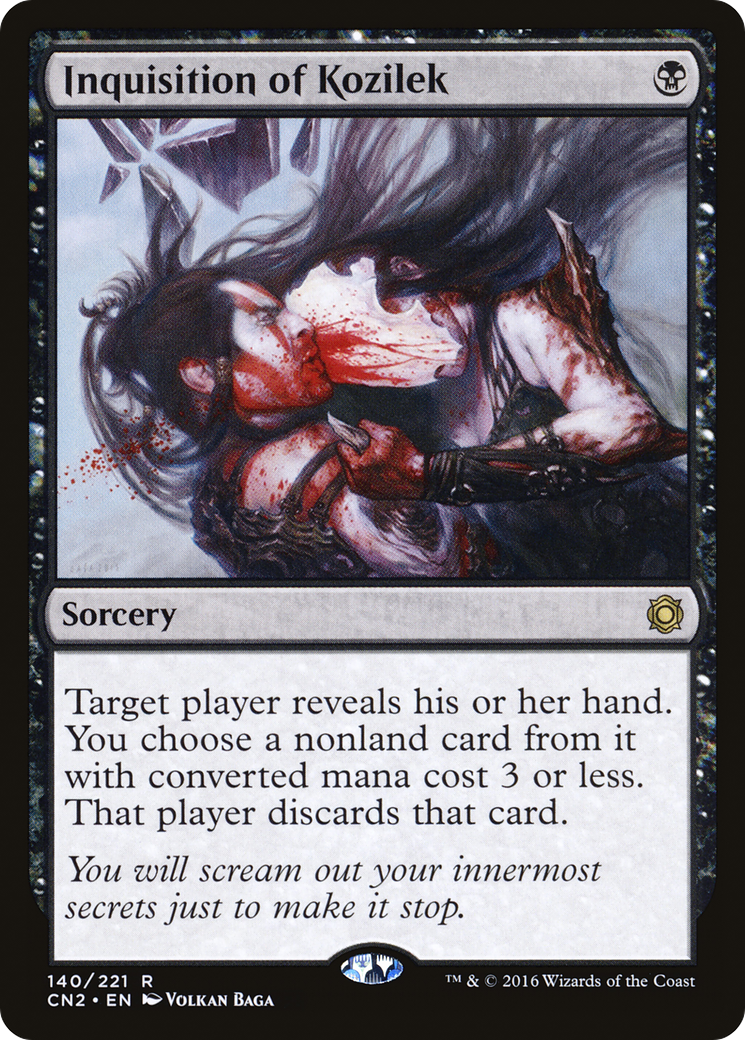 Inquisition of Kozilek
Sorcery
Target player reveals his or her hand.
You choose a nonland card from it
with converted mana cost 3 or less.
That player discards that card.
You will scream out your innermost
secrets just to make it stop.
140/221 R
CN2 • EN VOLKAN BAGA
™ & © 2016 Wizards of the Coast